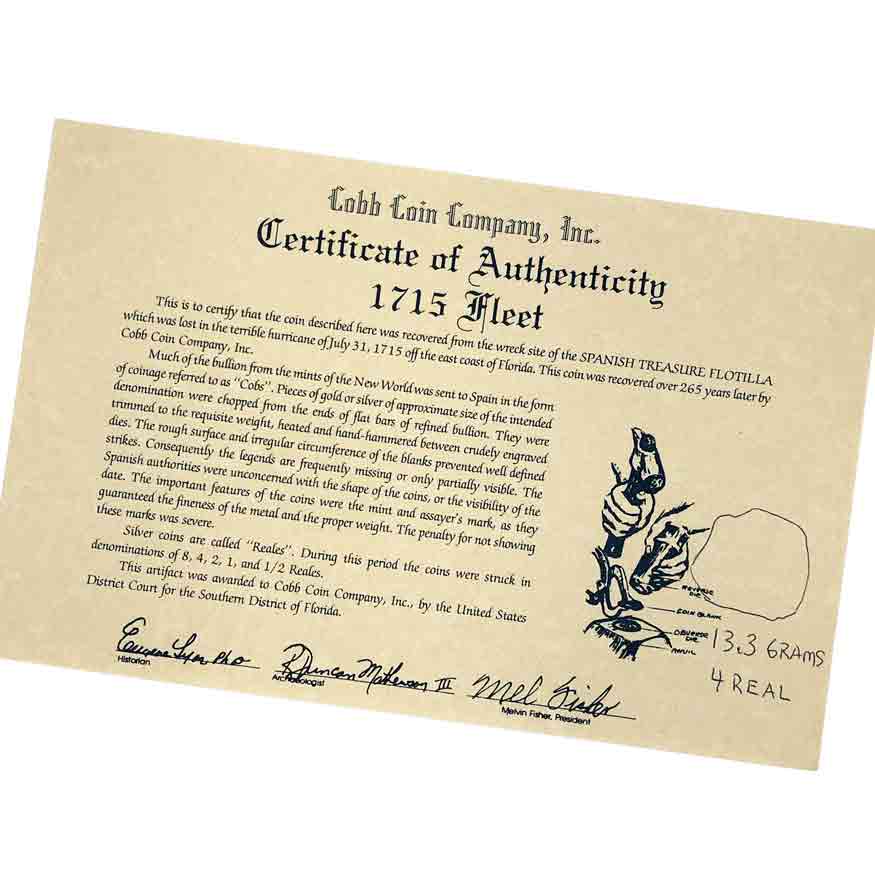 Cobb Coin Company, Inc.
Certificate of Authenticity
1715 Fleet
This is to certify that the coin described here was recovered from the wreck site of the SPANISH TREASURE FLOTILLA
which was lost in the terrible hurricane of July 31, 1715 off the east coast of Florida. This coin was recovered over 265 years later by
Cobb Coin Company, Inc.
Much of the bullion from the mints of the New World was sent to Spain in the form
of coinage referred to as "Cobs". Pieces of gold or silver of approximate size of the intended
denomination were chopped from the ends of flat bars of refined bullion. They were
trimmed to the requisite weight, heated and hand-hammered between crudely engraved
dies. The rough surface and irregular circumference of the blanks prevented well defined
strikes. Consequently the legends are frequently missing or only partially visible. The
Spanish authorities were unconcerned with the shape of the coins, or the visibility of the
date. The important features of the coins were the mint and assayer's mark, as they
guaranteed the fineness of the metal and the proper weight. The penalty for not showing
these marks was severe.
Silver coins are called "Reales". During this period the coins were struck in
denominations of 8, 4, 2, 1, and 1/2 Reales.
This artifact was awarded to Cobb Coin Company, Inc., by the United States
District Court for the Southern District of Florida.
REVERSE
DIE
COIN BLANK
OBVERSE
DIE
ANVIL
13.3 GRAMS
4 REAL
Eugene Lyon PhD
Historian
R Duncan Mathewson III
Archaeologist
Mel Fisher
Melvin Fisher, President